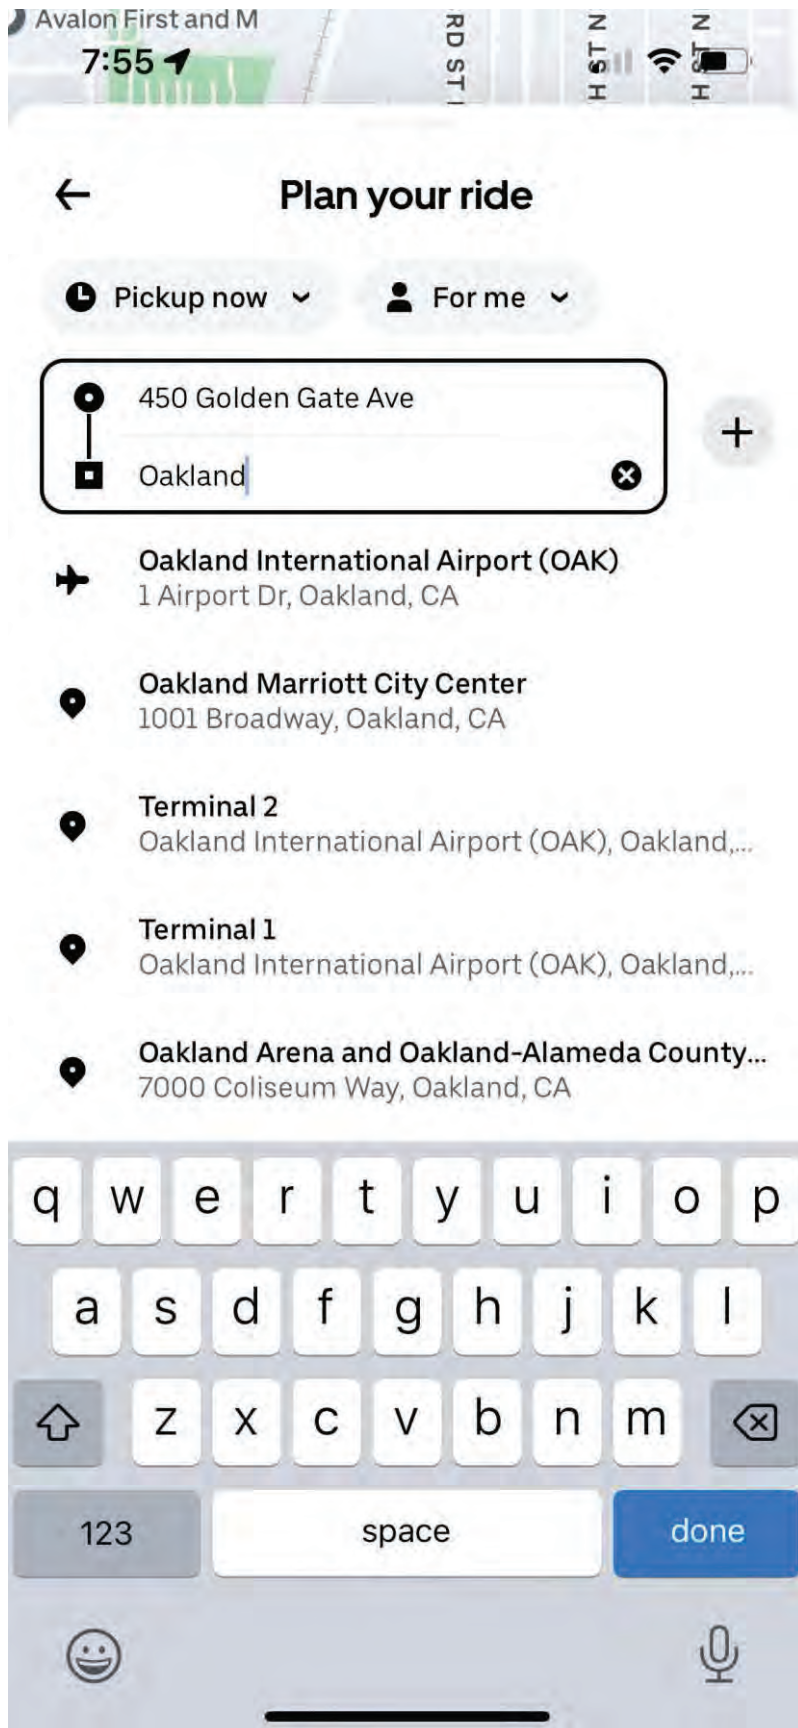 Avalon First and M
RD ST
N
H ST N
N
H ST N
7:55
Plan your ride
Pickup now
For me
450 Golden Gate Ave
Oakland
Oakland International Airport (OAK)
1 Airport Dr, Oakland, CA
Oakland Marriott City Center
1001 Broadway, Oakland, CA
Terminal 2
Oakland International Airport (OAK), Oakland,...
Terminal 1
Oakland International Airport (OAK), Oakland,...
Oakland Arena and Oakland-Alameda County...
7000 Coliseum Way, Oakland, CA
q w e r t y u i o p
a s d f g h j k l
z x c v b n m
123 space done